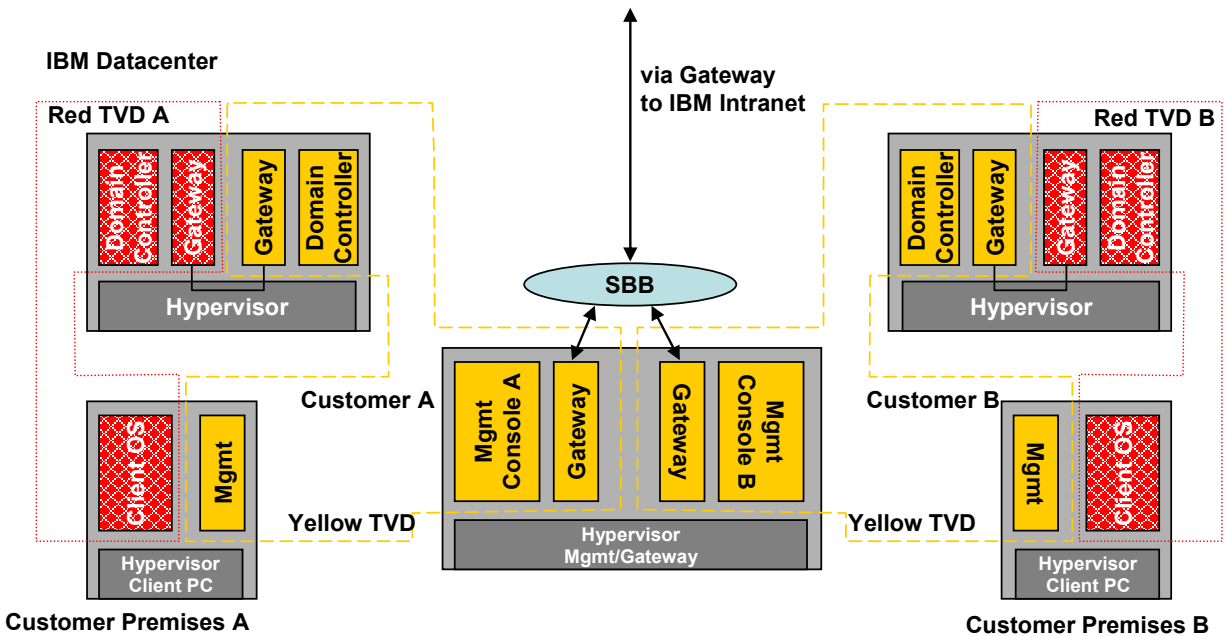 IBM Datacenter
via Gateway
to IBM Intranet
Red TVD A
Red TVD B
Domain
Controller
Gateway
Gateway
Domain
Controller
Domain
Controller
Gateway
Gateway
Domain
Controller
Hypervisor
SBB
Hypervisor
Customer A
Mgmt
Console A
Gateway
Gateway
Mgmt
Console B
Customer B
Client OS
Mgmt
Mgmt
Client OS
Yellow TVD
Yellow TVD
Hypervisor
Mgmt/Gateway
Hypervisor
Client PC
Hypervisor
Client PC
Customer Premises A
Customer Premises B